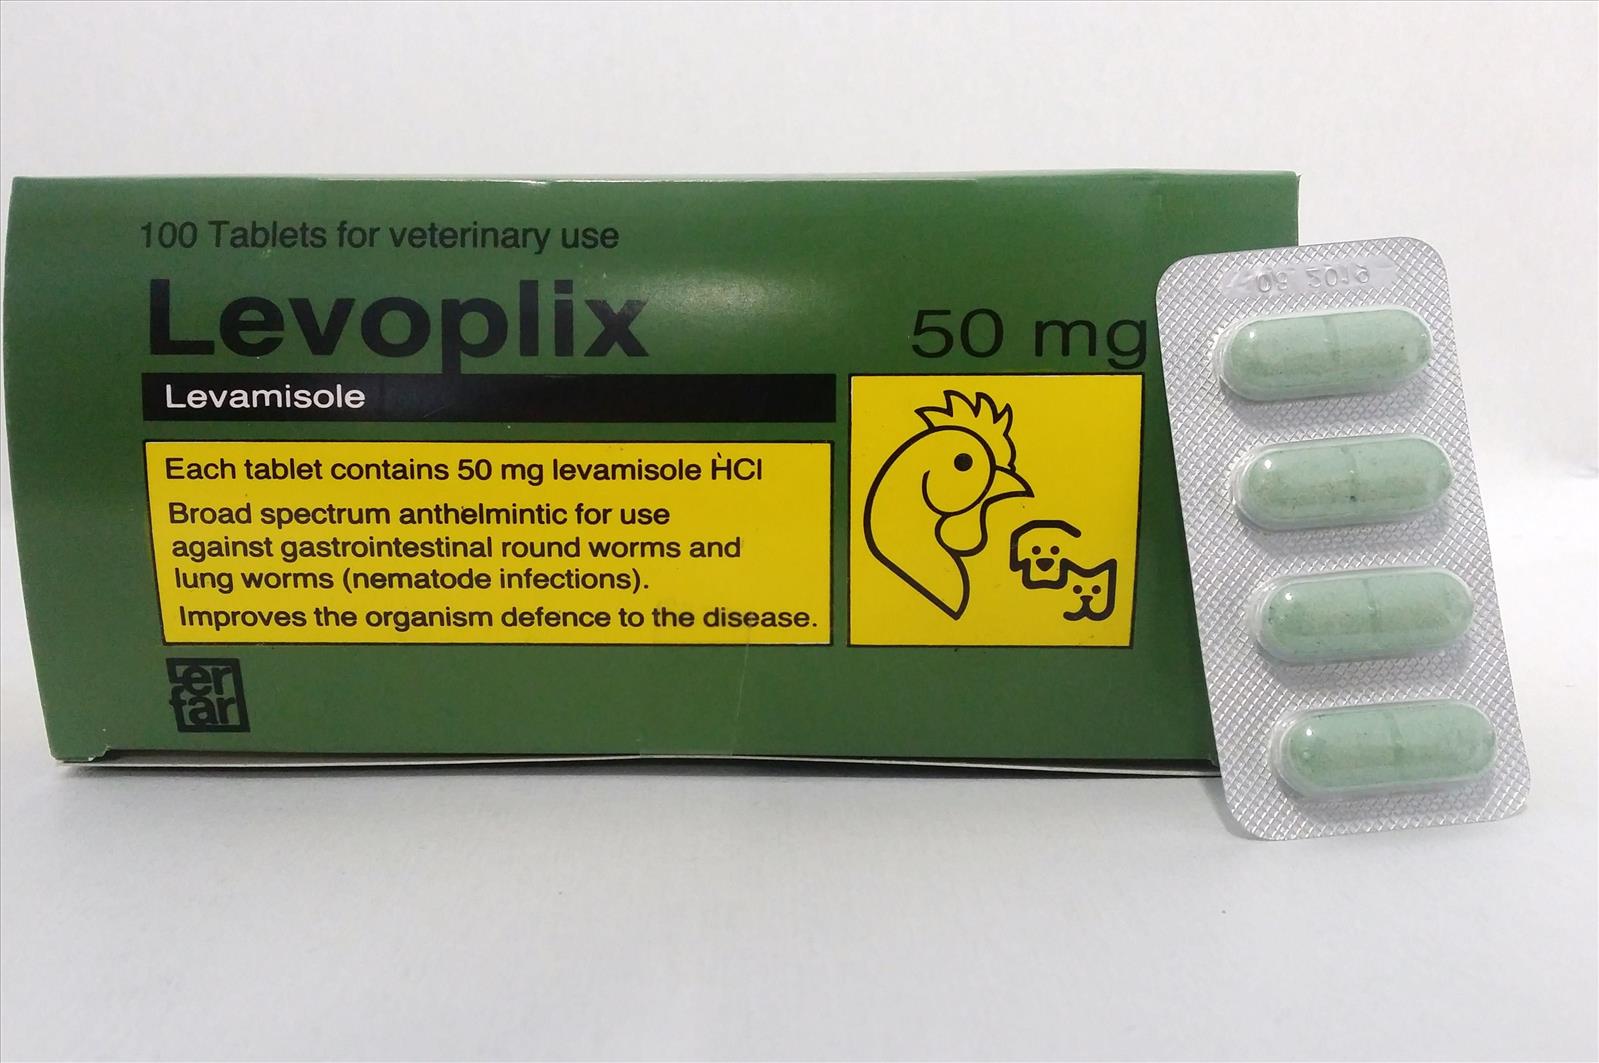 100 Tablets for veterinary use
Levoplix
50 mg
Levamisole
Each tablet contains 50 mg levamisole HCl
Broad spectrum anthelmintic for use
against gastrointestinal round worms and
lung worms (nematode infections).
Improves the organism defence to the disease.
er
far
09 2019